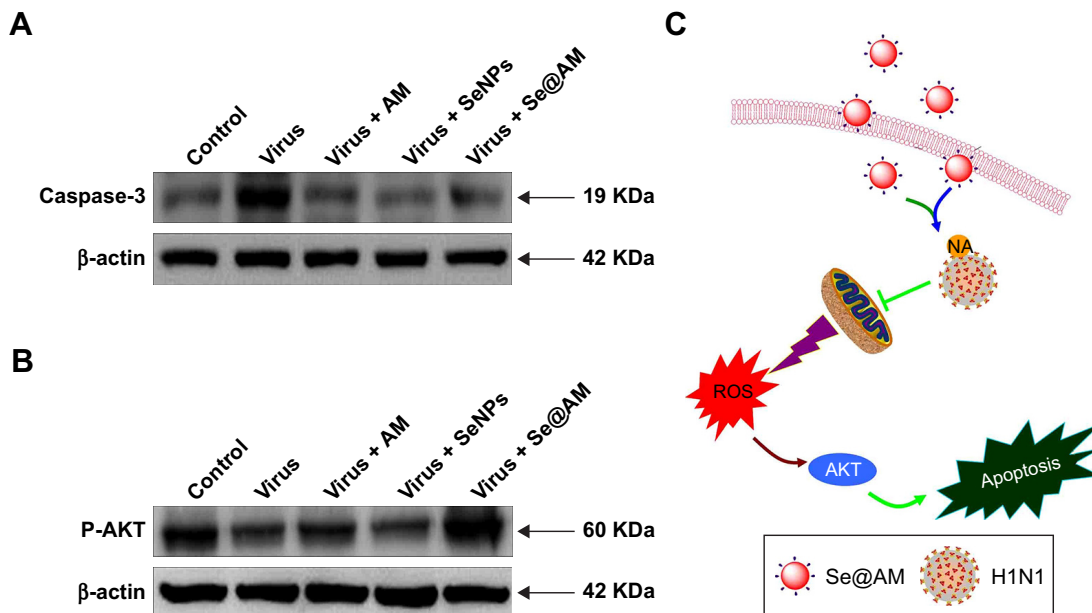 A
Control
Virus
Virus + AM
Virus + SeNPs
Virus + Se@AM
Caspase-3
19 KDa
β-actin
42 KDa
B
Control
Virus
Virus + AM
Virus + SeNPs
Virus + Se@AM
P-AKT
60 KDa
β-actin
42 KDa
C
NA
ROS
AKT
Apoptosis
Se@AM
H1N1